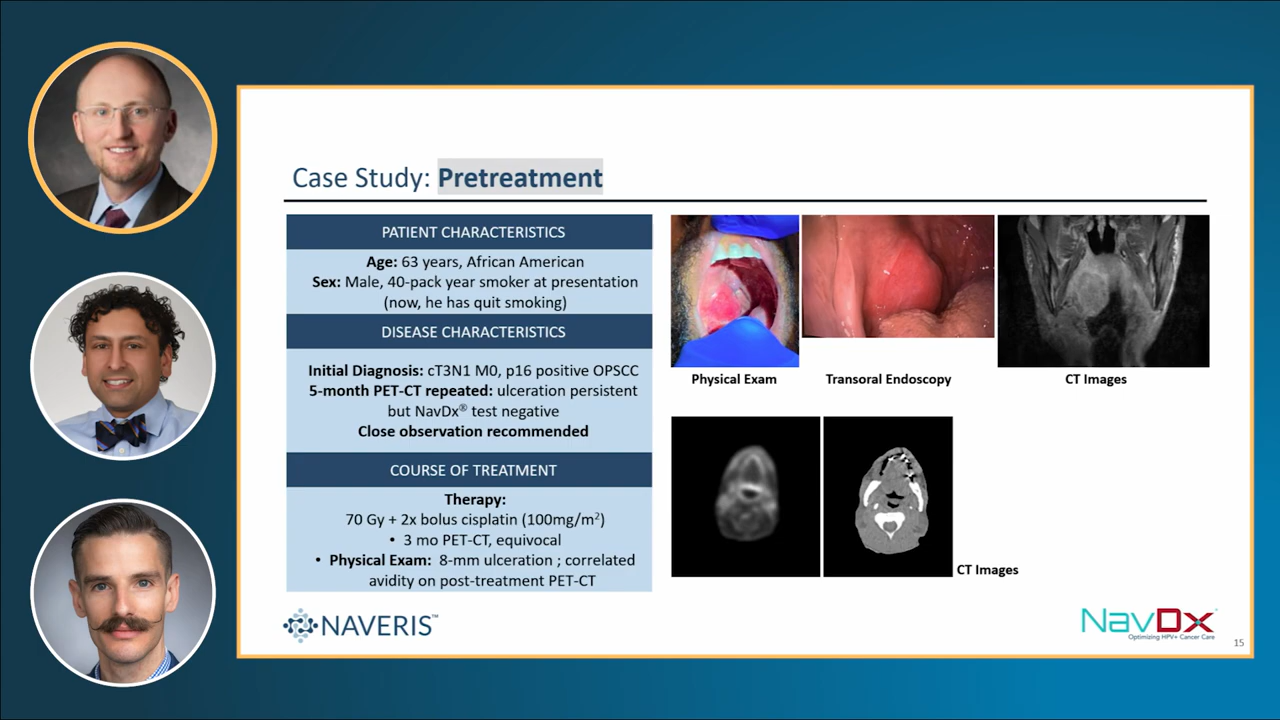 Case Study: Pretreatment
PATIENT CHARACTERISTICS
Age: 63 years, African American
Sex: Male, 40-pack year smoker at presentation
(now, he has quit smoking)
DISEASE CHARACTERISTICS
Initial Diagnosis: cT3N1 M0, p16 positive OPSCC
5-month PET-CT repeated: ulceration persistent
but NavDx® test negative
Close observation recommended
COURSE OF TREATMENT
Therapy:
70 Gy + 2x bolus cisplatin (100mg/m²)
• 3 mo PET-CT, equivocal
• Physical Exam: 8-mm ulceration ; correlated
avidity on post-treatment PET-CT
Physical Exam
Transoral Endoscopy
CT Images
CT Images
NAVERIS™
NavDx
Optimizing HPV+ Cancer Care
15